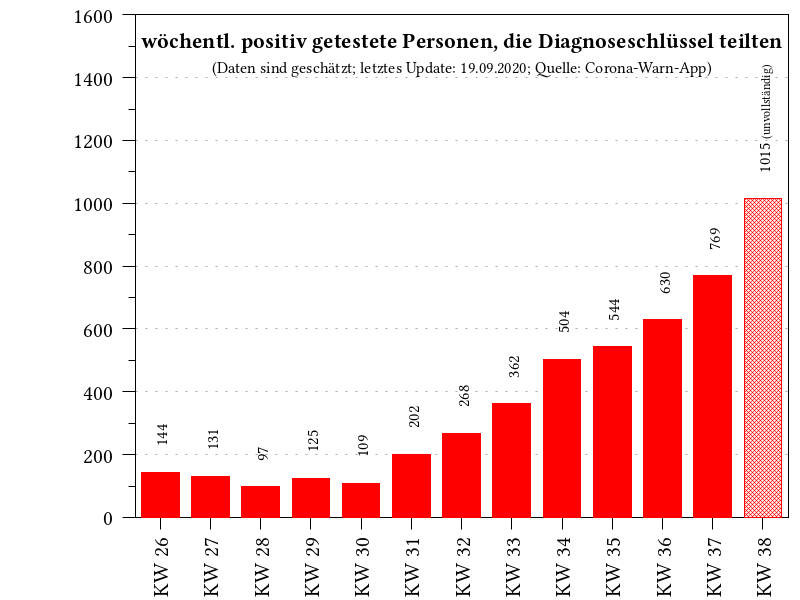 wöchentl. positiv getestete Personen, die Diagnoseschlüssel teilten
(Daten sind geschätzt; letztes Update: 19.09.2020; Quelle: Corona-Warn-App)
1600
1400
1200
1000
800
600
400
200
0
144
131
97
125
109
202
268
362
504
544
630
769
1015 (unvollständig)
KW 26
KW 27
KW 28
KW 29
KW 30
KW 31
KW 32
KW 33
KW 34
KW 35
KW 36
KW 37
KW 38